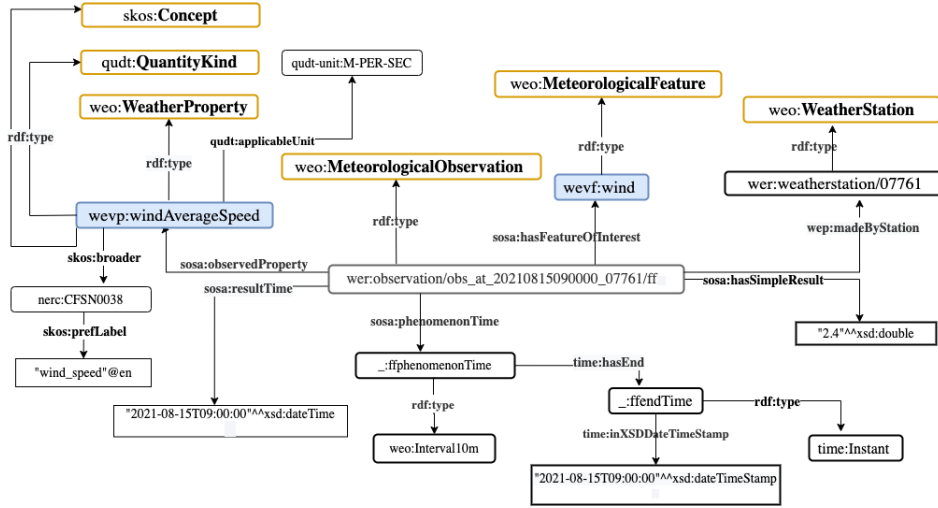 skos:Concept
qudt:QuantityKind
qudt-unit:M-PER-SEC
weo:MeteorologicalFeature
weo:WeatherProperty
weo:WeatherStation
rdf:type
qudt:applicableUnit
rdf:type
rdf:type
rdf:type
weo:MeteorologicalObservation
wevf:wind
wer:weatherstation/07761
wevp:windAverageSpeed
rdf:type
wep:madeByStation
sosa:hasFeatureOfInterest
skos:broader
sosa:observedProperty
wer:observation/obs_at_20210815090000_07761/ff
sosa:hasSimpleResult
sosa:resultTime
nerc:CFSN0038
sosa:phenomenonTime
skos:prefLabel
"2.4"^^xsd:double
_:ffphenomenonTime
time:hasEnd
"wind_speed"@en
rdf:type
_:ffendTime
rdf:type
"2021-08-15T09:00:00"^^xsd:dateTime
time:inXSDDateTimeStamp
weo:Interval10m
time:Instant
"2021-08-15T09:00:00"^^xsd:dateTimeStamp